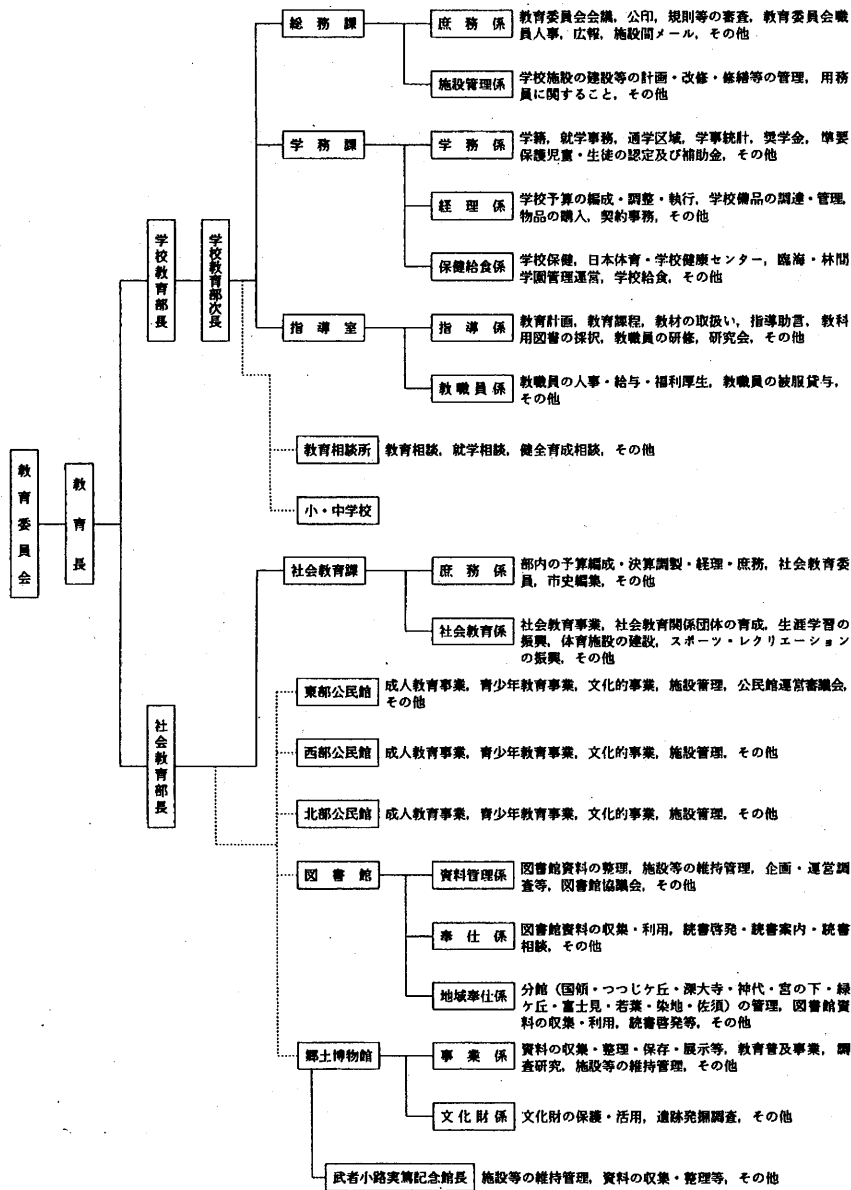 教育委員会
教育長
学校教育部長
学校教育部次長
総務課
庶務係
教育委員会会議，公印，規則等の審査，教育委員会職
員人事，広報，施設間メール，その他
施設管理係
学校施設の建設等の計画・改修・修繕等の管理，用務
員に関すること，その他
学務課
学務係
学籍，就学事務，通学区域，学事統計，奨学金，準要
保護児童・生徒の認定及び補助金，その他
経理係
学校予算の編成・調整・執行，学校備品の調達・管理，
物品の購入，契約事務，その他
保健給食係
学校保健，日本体育・学校健康センター，臨海・林間
学園管理運営，学校給食，その他
指導室
指導係
教育計画，教育課程，教材の取扱い，指導助言，教科
用図書の採択，教職員の研修，研究会，その他
教職員係
教職員の人事・給与・福利厚生，教職員の被服貸与，
その他
教育相談所
教育相談，就学相談，健全育成相談，その他
小・中学校
社会教育部長
社会教育課
庶務係
部内の予算編成・決算調製・経理・庶務，社会教育委
員，市史編集，その他
社会教育係
社会教育事業，社会教育関係団体の育成，生涯学習の
振興，体育施設の建設，スポーツ・レクリエーション
の振興，その他
東部公民館
成人教育事業，青少年教育事業，文化的事業，施設管理，公民館運営審議会，
その他
西部公民館
成人教育事業，青少年教育事業，文化的事業，施設管理，その他
北部公民館
成人教育事業，青少年教育事業，文化的事業，施設管理，その他
図書館
資料管理係
図書館資料の整理，施設等の維持管理，企画・運営調
査等，図書館協議会，その他
奉仕係
図書館資料の収集・利用，読書啓発・読書案内・読書
相談，その他
地域奉仕係
分館（国領・つつじケ丘・深大寺・神代・宮の下・緑
ケ丘・富士見・若葉・染地・佐須）の管理，図書館資
料の収集・利用，読書啓発等，その他
郷土博物館
事業係
資料の収集・整理・保存・展示等，教育普及事業，調
査研究，施設等の維持管理，その他
文化財係
文化財の保護・活用，遺跡発掘調査，その他
武者小路実篤記念館長
施設等の維持管理，資料の収集・整理等，その他